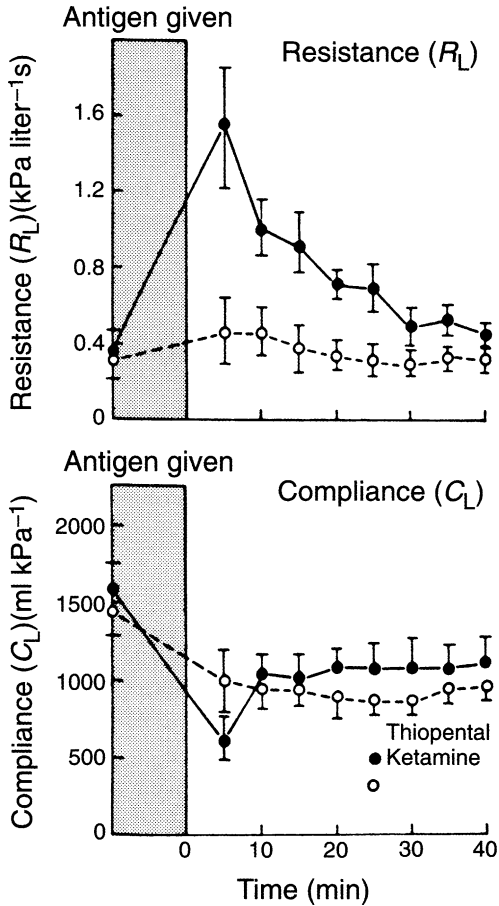 Antigen given
Resistance (RL)
Resistance (RL)(kPa liter–1s)
1.6
1.2
0.8
0.4
0
Antigen given
Compliance (CL)
Compliance (CL)(ml kPa–1)
2000
1500
1000
500
0
Thiopental
Ketamine
0 10 20 30 40
Time (min)